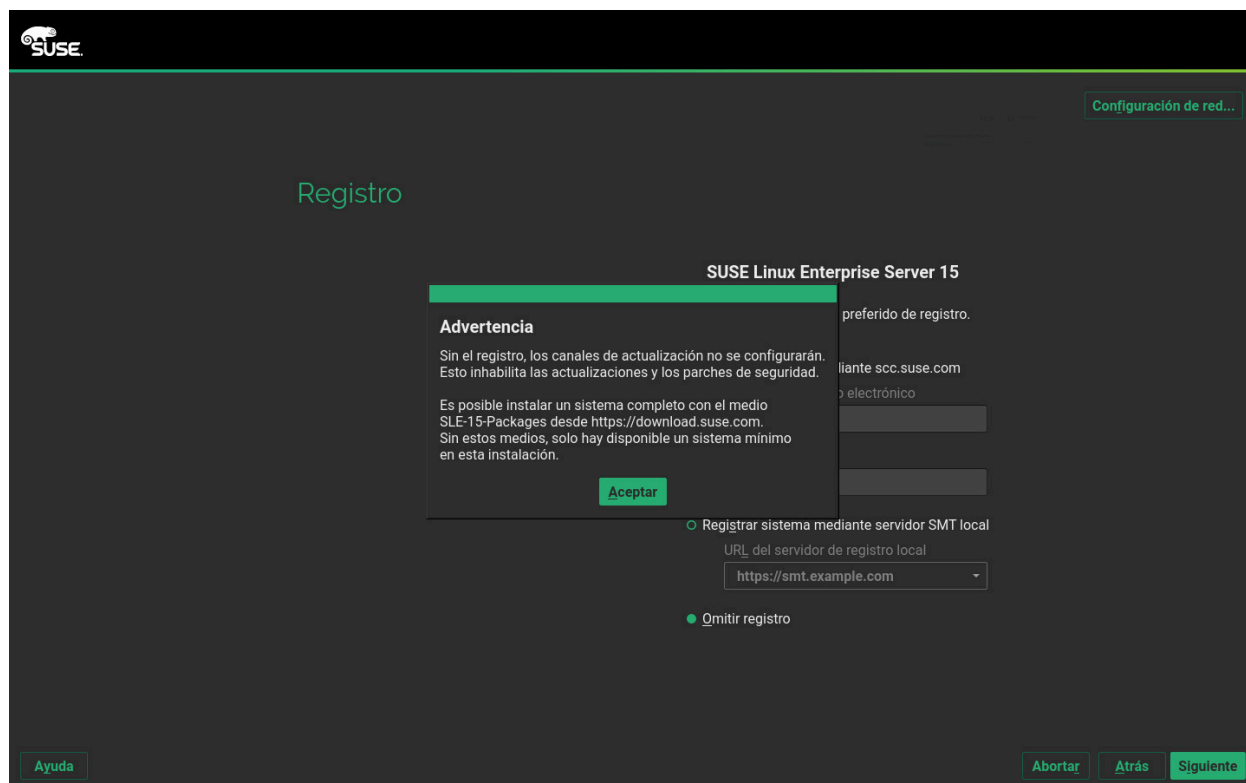 SUSE.
Configuración de red...
Registro
SUSE Linux Enterprise Server 15
preferido de registro.
Advertencia
Sin el registro, los canales de actualización no se configurarán.
Esto inhabilita las actualizaciones y los parches de seguridad.
Es posible instalar un sistema completo con el medio
SLE-15-Packages desde https://download.suse.com.
Sin estos medios, solo hay disponible un sistema mínimo
en esta instalación.
Aceptar
scc.suse.com
electrónico
Registrar sistema mediante servidor SMT local
URL del servidor de registro local
https://smt.example.com
Omitir registro
Ayuda
Abortar
Atrás
Siguiente